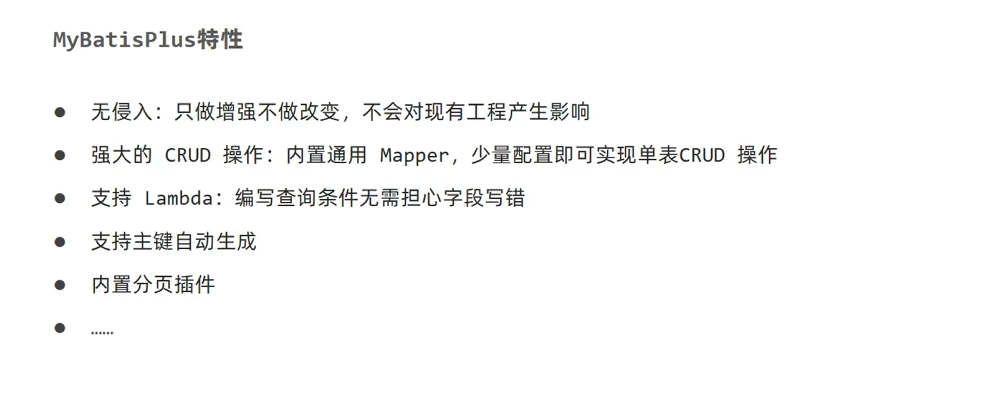 MyBatisPlus特性
● 无侵入：只做增强不做改变，不会对现有工程产生影响
● 强大的 CRUD 操作：内置通用 Mapper，少量配置即可实现单表CRUD 操作
● 支持 Lambda：编写查询条件无需担心字段写错
● 支持主键自动生成
● 内置分页插件
● ……